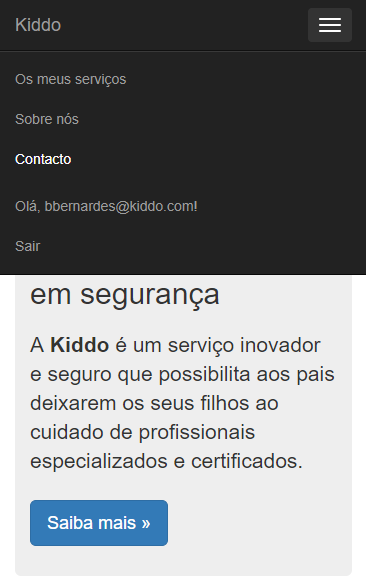 Kiddo
Os meus serviços
Sobre nós
Contacto
Olá, bbernardes@kiddo.com!
Sair
em segurança
A Kiddo é um serviço inovador
e seguro que possibilita aos pais
deixarem os seus filhos ao
cuidado de profissionais
especializados e certificados.
Saiba mais »